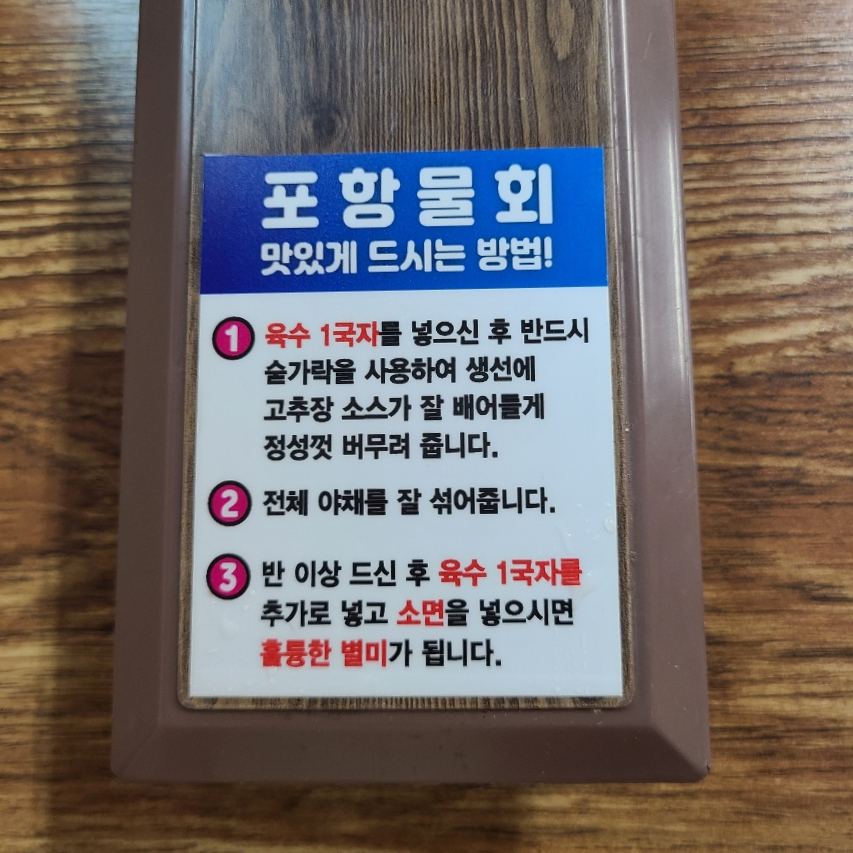 포항물회
맛있게 드시는 방법!
1 육수 1국자를 넣으신 후 반드시
숟가락을 사용하여 생선에
고추장 소스가 잘 배어들게
정성껏 버무려 줍니다.
2 전체 야채를 잘 섞어줍니다.
3 반 이상 드신 후 육수 1국자를
추가로 넣고 소면을 넣으시면
훌륭한 별미가 됩니다.